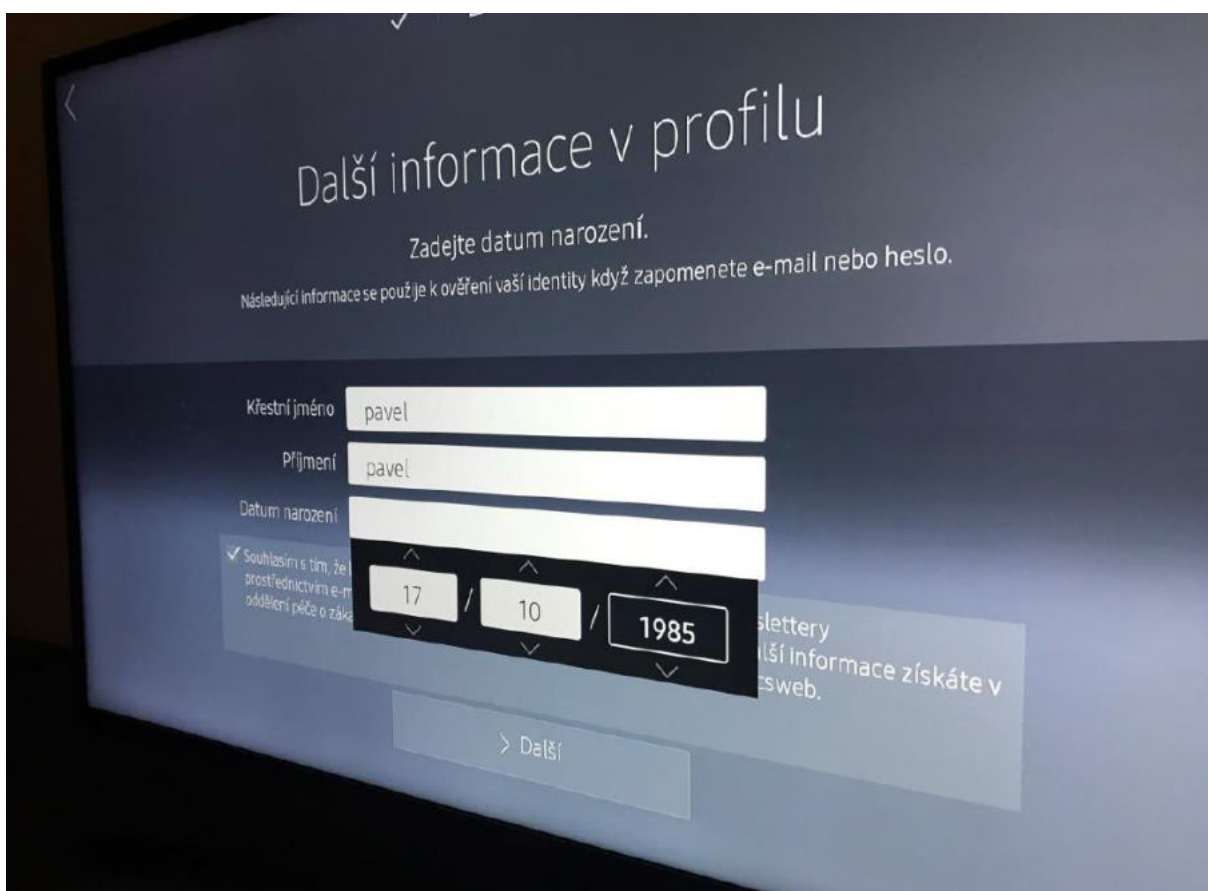 Další informace v profilu
Zadejte datum narození.
Následující informace se použije k ověření vaší identity když zapomenete e-mail nebo heslo.
Křestní jméno pavel
Příjmení pavel
Datum narození
17 / 10 / 1985
✓ Souhlasím s tím, že
prostřednictvím
oddělení péče o
slettery
lší informace získáte v
csweb.
> Další